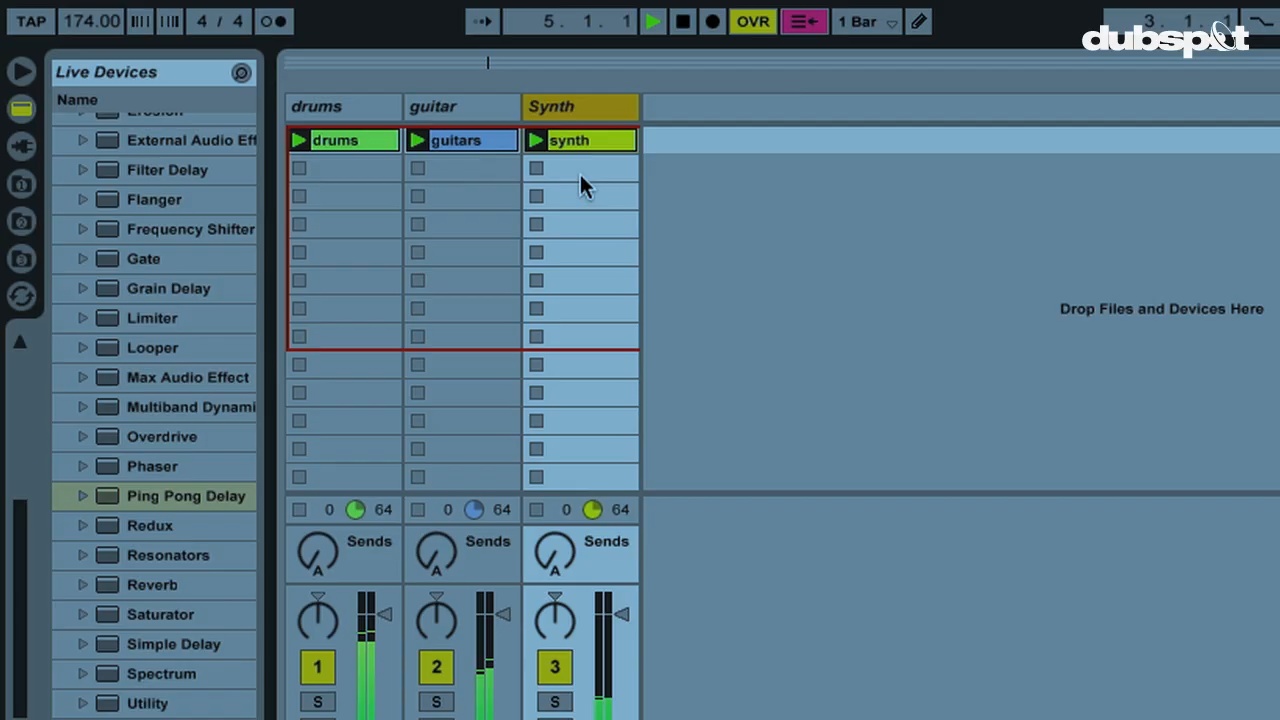 TAP 174.00 4 / 4 5. 1. 1 OVR 1 Bar 3. 1. 1
dubspot
Live Devices
Name
Erosion
External Audio Eff
Filter Delay
Flanger
Frequency Shifter
Gate
Grain Delay
Limiter
Looper
Max Audio Effect
Multiband Dynami
Overdrive
Phaser
Ping Pong Delay
Redux
Resonators
Reverb
Saturator
Simple Delay
Spectrum
Utility
drums guitar Synth
drums guitars synth
Drop Files and Devices Here
0 64 0 64 0 64
Sends Sends Sends
A A A
1 2 3
S S S